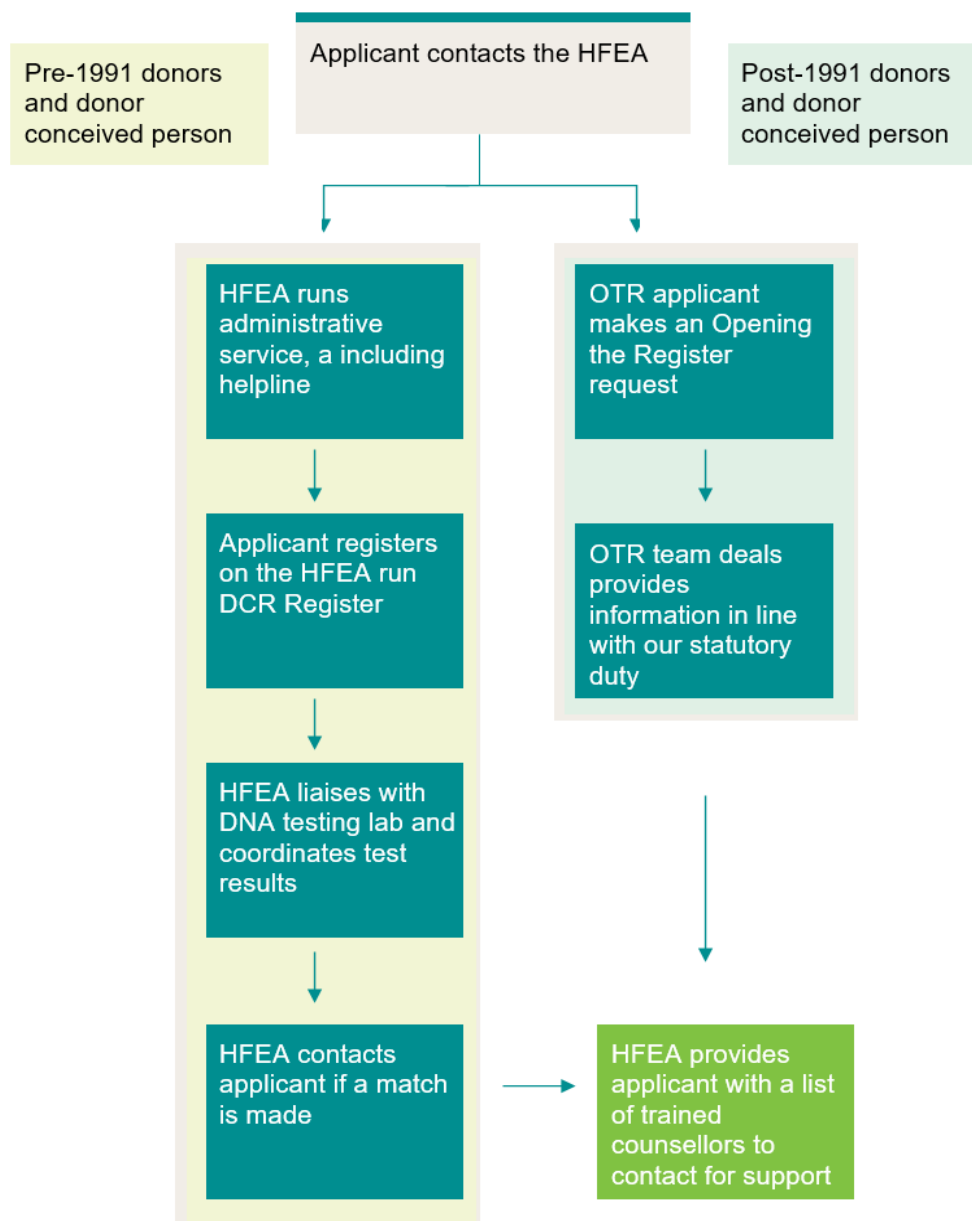 Applicant contacts the HFEA
Pre-1991 donors
and donor
conceived person
Post-1991 donors
and donor
conceived person
HFEA runs
administrative
service, a including
helpline
Applicant registers
on the HFEA run
DCR Register
HFEA liaises with
DNA testing lab and
coordinates test
results
HFEA contacts
applicant if a match
is made
OTR applicant
makes an Opening
the Register
request
OTR team deals
provides
information in line
with our statutory
duty
HFEA provides
applicant with a list
of trained
counsellors to
contact for support